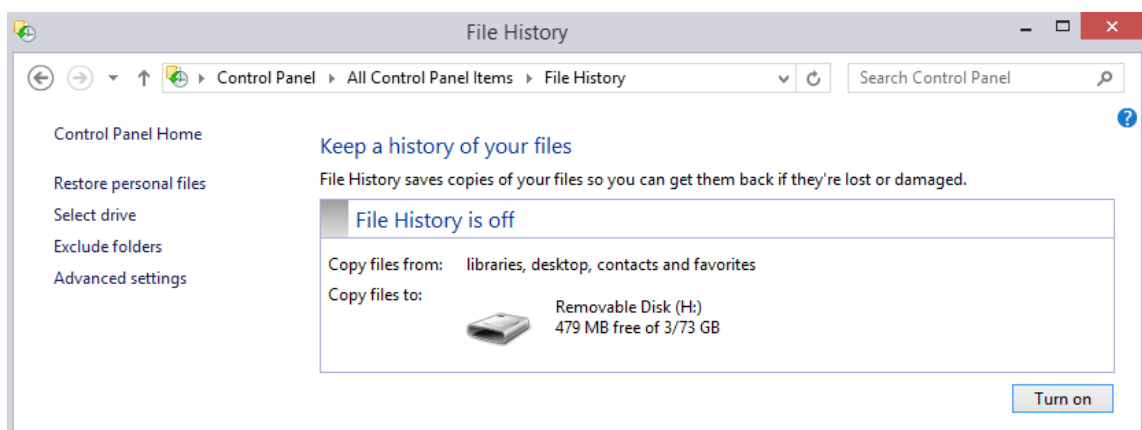 File History
Control Panel ▸ All Control Panel Items ▸ File History
Search Control Panel
Control Panel Home
Restore personal files
Select drive
Exclude folders
Advanced settings
Keep a history of your files
File History saves copies of your files so you can get them back if they're lost or damaged.
File History is off
Copy files from: libraries, desktop, contacts and favorites
Copy files to:
Removable Disk (H:)
479 MB free of 3/73 GB
Turn on